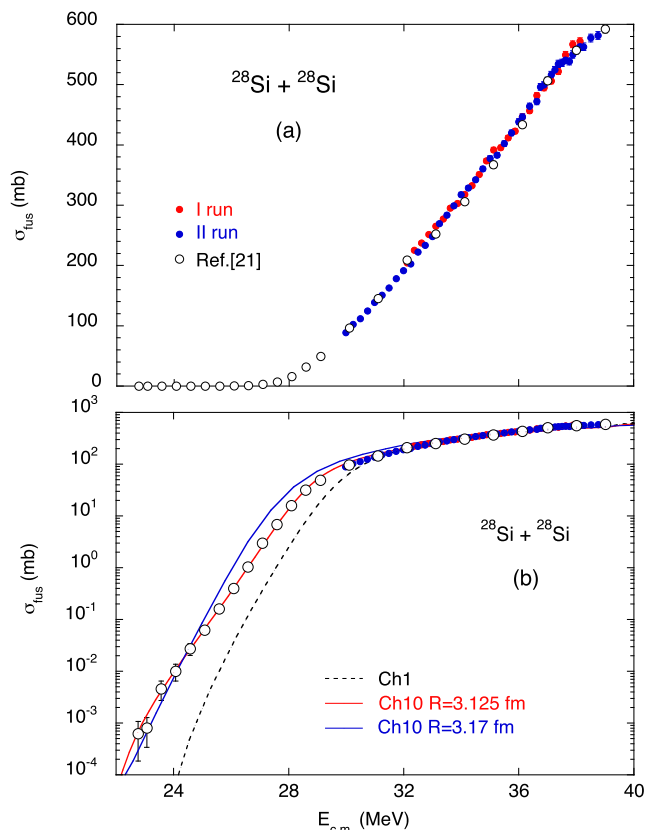 600
500
400
300
200
100
0
σfus (mb)
²⁸Si + ²⁸Si
(a)
I run
II run
Ref.[21]
10³
10²
10¹
10⁰
10⁻¹
10⁻²
10⁻³
10⁻⁴
σfus (mb)
²⁸Si + ²⁸Si
(b)
Ch1
Ch10 R=3.125 fm
Ch10 R=3.17 fm
24 28 32 36 40
Ec.m. (MeV)